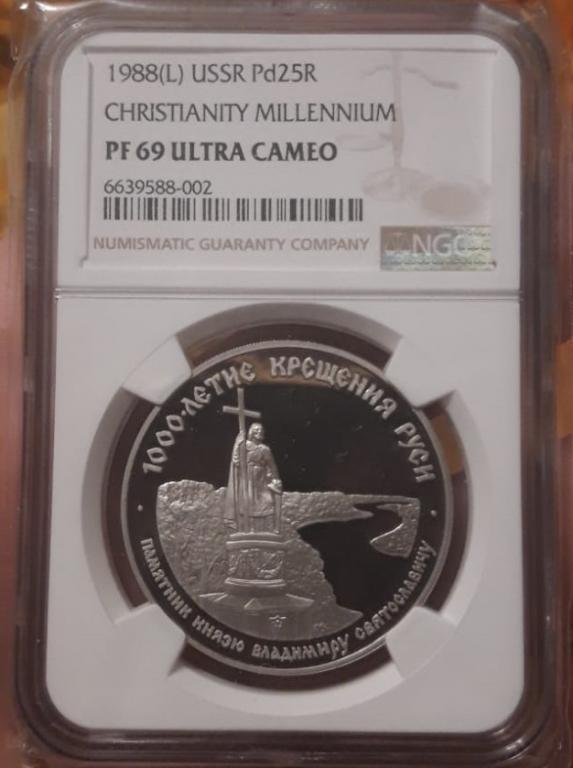 1988(L) USSR Pd25R
CHRISTIANITY MILLENNIUM
PF 69 ULTRA CAMEO
6639588-002
NUMISMATIC GUARANTY COMPANY
NGC
1000-ЛЕТИЕ КРЕЩЕНИЯ РУСИ
ПАМЯТНИК КНЯЗЮ ВЛАДИМИРУ СВЯТОСЛАВИЧУ